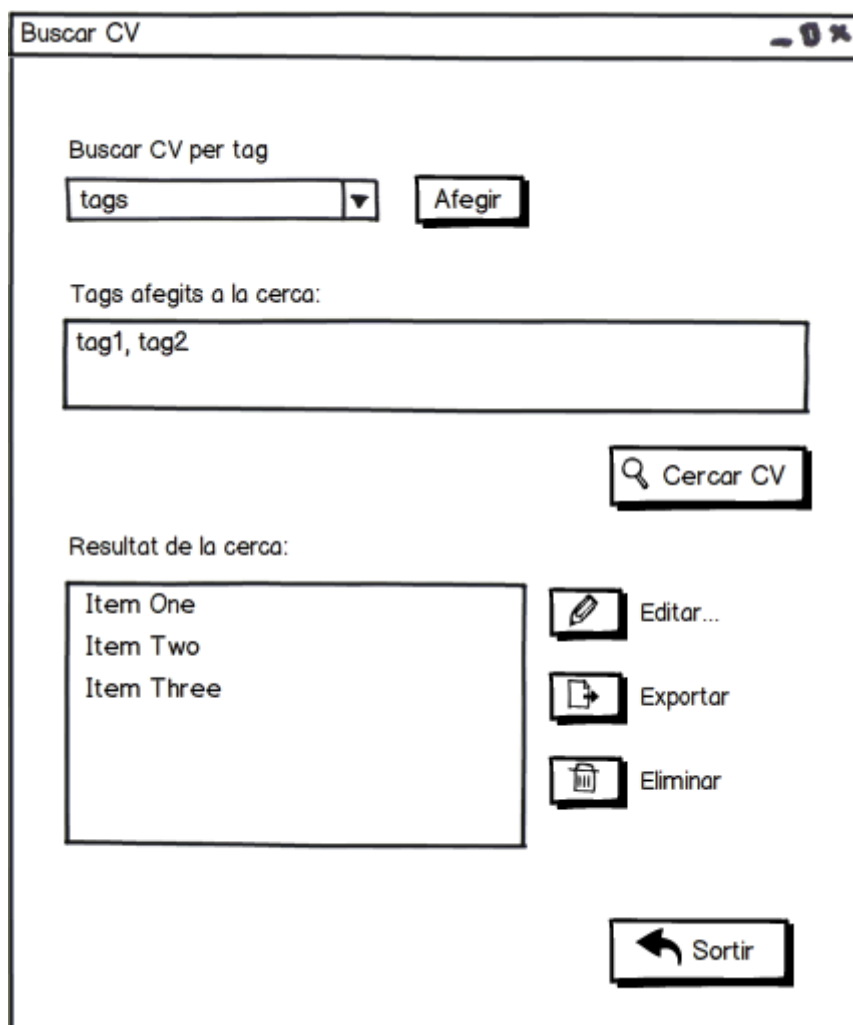 Buscar CV
Buscar CV per tag
tags
Afegir
Tags afegits a la cerca:
tag1, tag2
Cercar CV
Resultat de la cerca:
Item One
Item Two
Item Three
Editar...
Exportar
Eliminar
Sortir